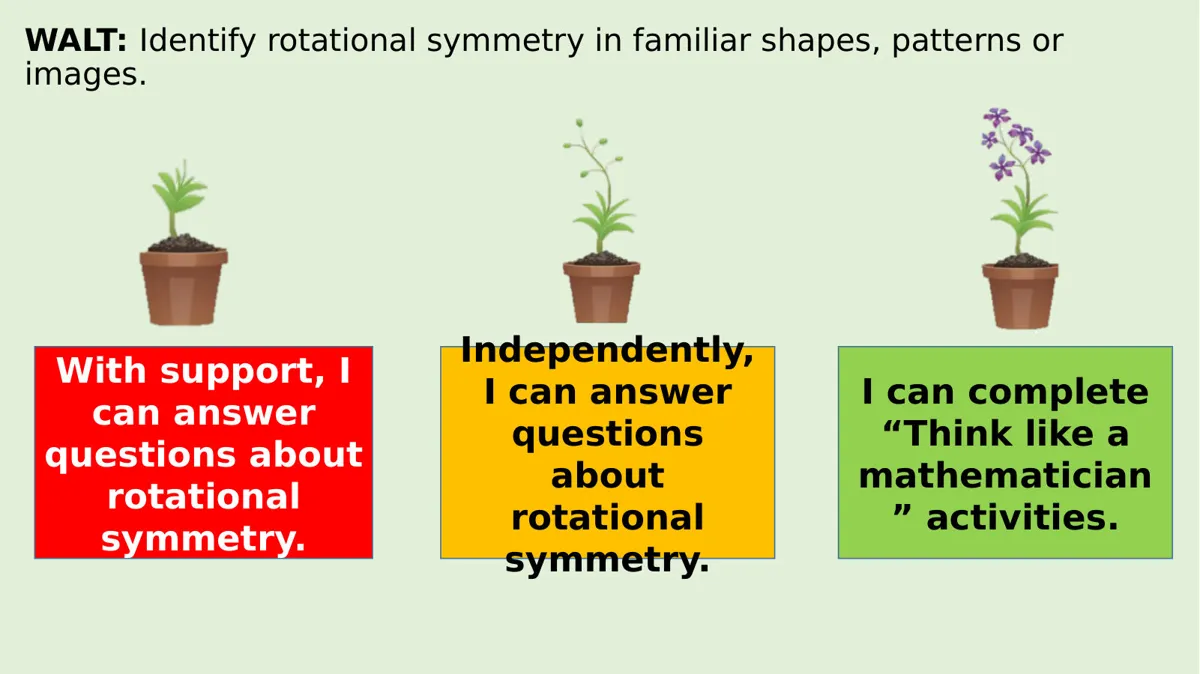 WALT: Identify rotational symmetry in familiar shapes, patterns or
images.
With support, I
can answer
questions about
rotational
symmetry.
Independently,
I can answer
questions
about
rotational
symmetry.
I can complete
“Think like a
mathematician
” activities.